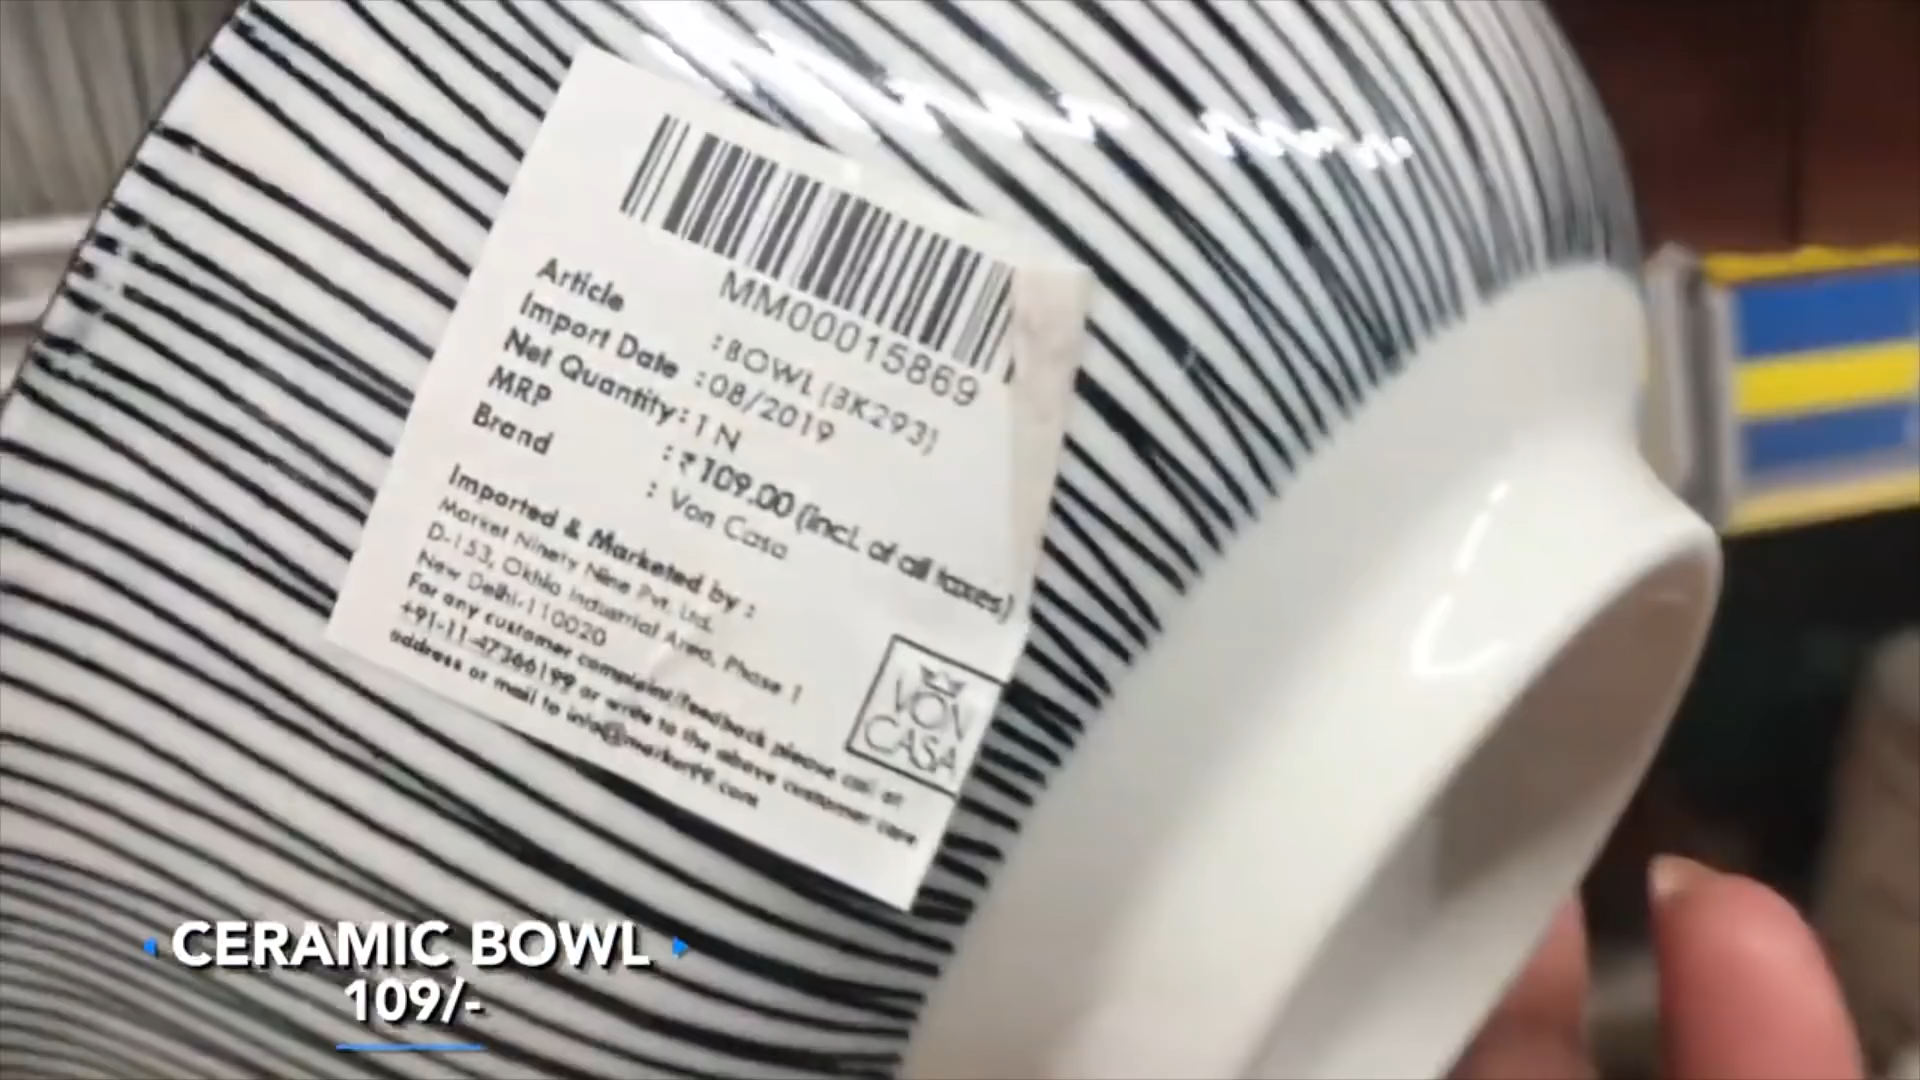 MM00015869
Article : BOWL (BK293)
Import Date : 08/2019
Net Quantity : 1 N
MRP : ₹ 109.00 (incl. of all taxes)
Brand : Von Casa
Imported & Marketed by :
Market Ninety Nine Pvt. Ltd.
D-153, Okhla Industrial Area, Phase 1
New Delhi-110020
For any customer complaint/feedback please call at
+91-11-47366199 or write to the above customer care
address or mail to info@market99.com
VON
CASA
CERAMIC BOWL
109/-